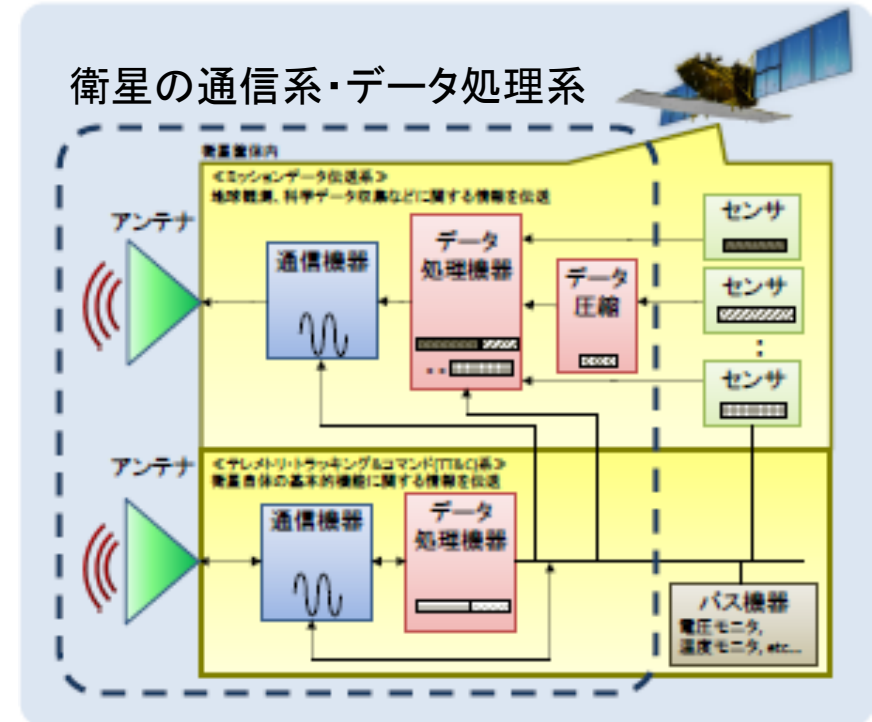 衛星の通信系・データ処理系
衛星筐体内
≪ミッションデータ伝送系≫
地球観測、科学データ収集などに関する情報を伝送
アンテナ
通信機器
データ
処理機器
データ
圧縮
センサ
センサ
:
センサ
アンテナ
≪テレメトリ・トラッキング&コマンド(TT&C)系≫
衛星自体の基本的機能に関する情報を伝送
通信機器
データ
処理機器
バス機器
電圧モニタ,
温度モニタ, etc...